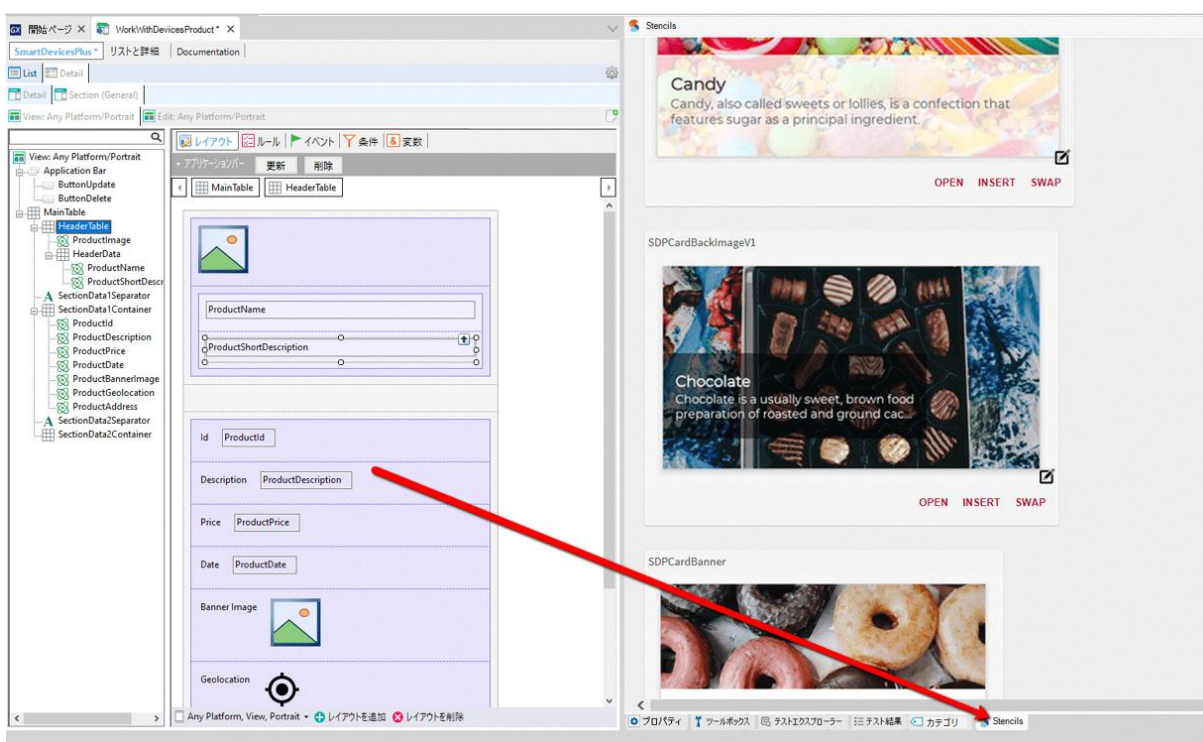 開始ページ
WorkWithDevicesProduct *
SmartDevicesPlus *
リストと詳細
Documentation
List
Detail
Detail
Section (General)
View: Any Platform/Portrait
Edit: Any Platform/Portrait
View: Any Platform/Portrait
Application Bar
ButtonUpdate
ButtonDelete
MainTable
HeaderTable
ProductImage
HeaderData
ProductName
ProductShortDescr
SectionData1Separator
SectionData1Container
ProductId
ProductDescription
ProductPrice
ProductDate
ProductBannerImage
ProductGeolocation
ProductAddress
SectionData2Separator
SectionData2Container
レイアウト
ルール
イベント
条件
変数
アプリケーションバー
更新
削除
MainTable
HeaderTable
ProductName
ProductShortDescription
Id
ProductId
Description
ProductDescription
Price
ProductPrice
Date
ProductDate
Banner Image
Geolocation
Any Platform, View, Portrait
レイアウトを追加
レイアウトを削除
Stencils
Candy
Candy, also called sweets or lollies, is a confection that
features sugar as a principal ingredient.
OPEN INSERT SWAP
SDPCardBackImageV1
Chocolate
Chocolate is a usually sweet, brown food
preparation of roasted and ground cac...
OPEN INSERT SWAP
SDPCardBanner
プロパティ
ツールボックス
テストエクスプローラー
テスト結果
カテゴリ
Stencils